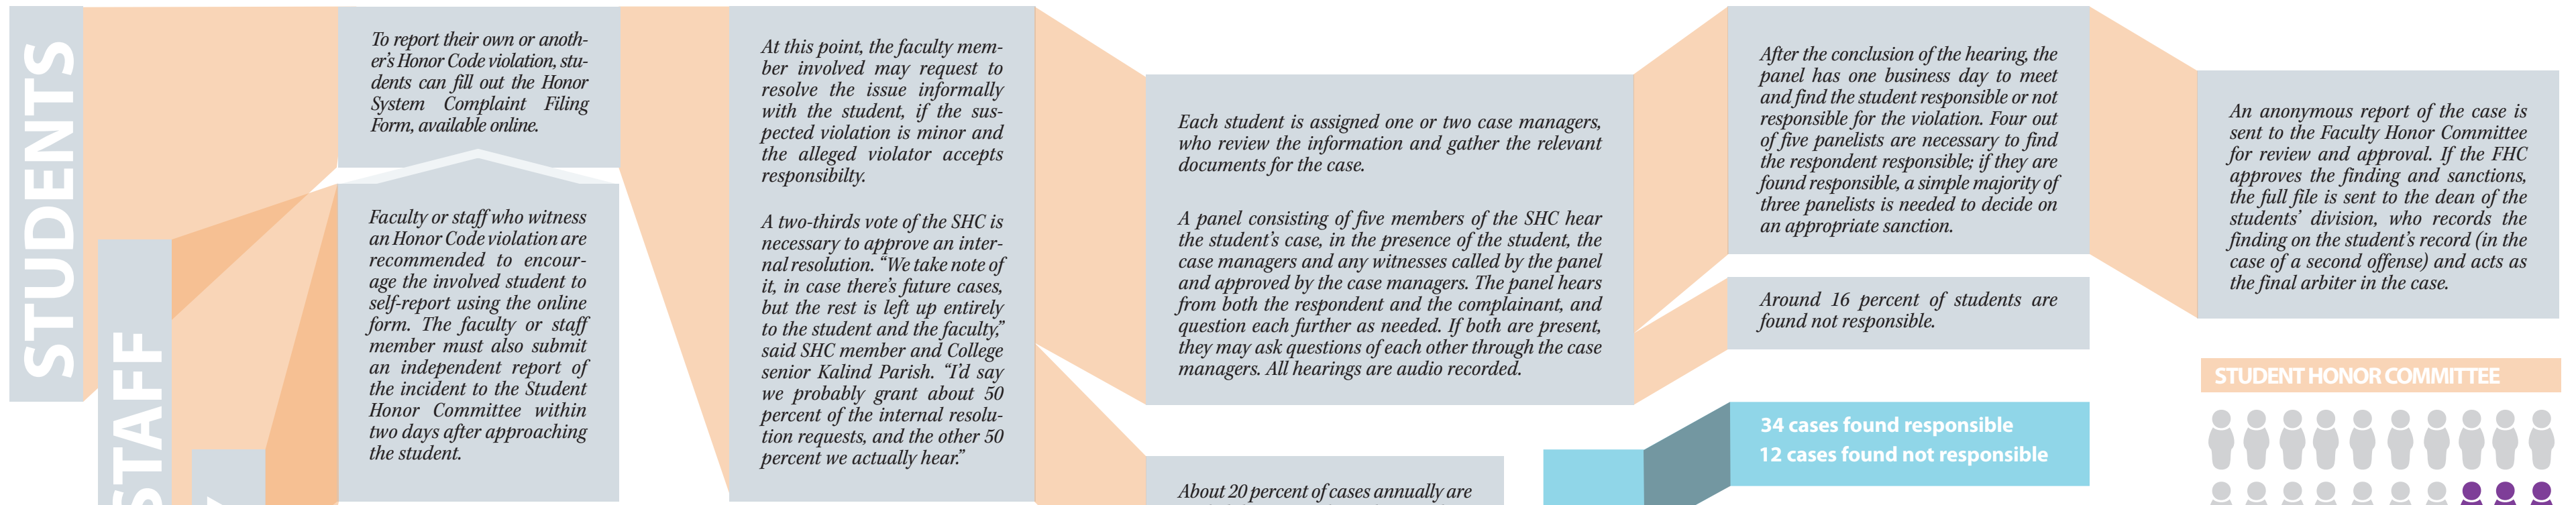 STUDENTS
STAFF
To report their own or anoth-
er's Honor Code violation, stu-
dents can fill out the Honor
System Complaint Filing
Form, available online.
Faculty or staff who witness
an Honor Code violation are
recommended to encour-
age the involved student to
self-report using the online
form. The faculty or staff
member must also submit
an independent report of
the incident to the Student
Honor Committee within
two days after approaching
the student.
At this point, the faculty mem-
ber involved may request to
resolve the issue informally
with the student, if the sus-
pected violation is minor and
the alleged violator accepts
responsibilty.
A two-thirds vote of the SHC is
necessary to approve an inter-
nal resolution. “We take note of
it, in case there's future cases,
but the rest is left up entirely
to the student and the faculty,”
said SHC member and College
senior Kalind Parish. “I'd say
we probably grant about 50
percent of the internal resolu-
tion requests, and the other 50
percent we actually hear.”
Each student is assigned one or two case managers,
who review the information and gather the relevant
documents for the case.
A panel consisting of five members of the SHC hear
the student's case, in the presence of the student, the
case managers and any witnesses called by the panel
and approved by the case managers. The panel hears
from both the respondent and the complainant, and
question each further as needed. If both are present,
they may ask questions of each other through the case
managers. All hearings are audio recorded.
About 20 percent of cases annually are
After the conclusion of the hearing, the
panel has one business day to meet
and find the student responsible or not
responsible for the violation. Four out
of five panelists are necessary to find
the respondent responsible; if they are
found responsible, a simple majority of
three panelists is needed to decide on
an appropriate sanction.
Around 16 percent of students are
found not responsible.
34 cases found responsible
12 cases found not responsible
An anonymous report of the case is
sent to the Faculty Honor Committee
for review and approval. If the FHC
approves the finding and sanctions,
the full file is sent to the dean of the
students' division, who records the
finding on the student's record (in the
case of a second offense) and acts as
the final arbiter in the case.
STUDENT HONOR COMMITTEE